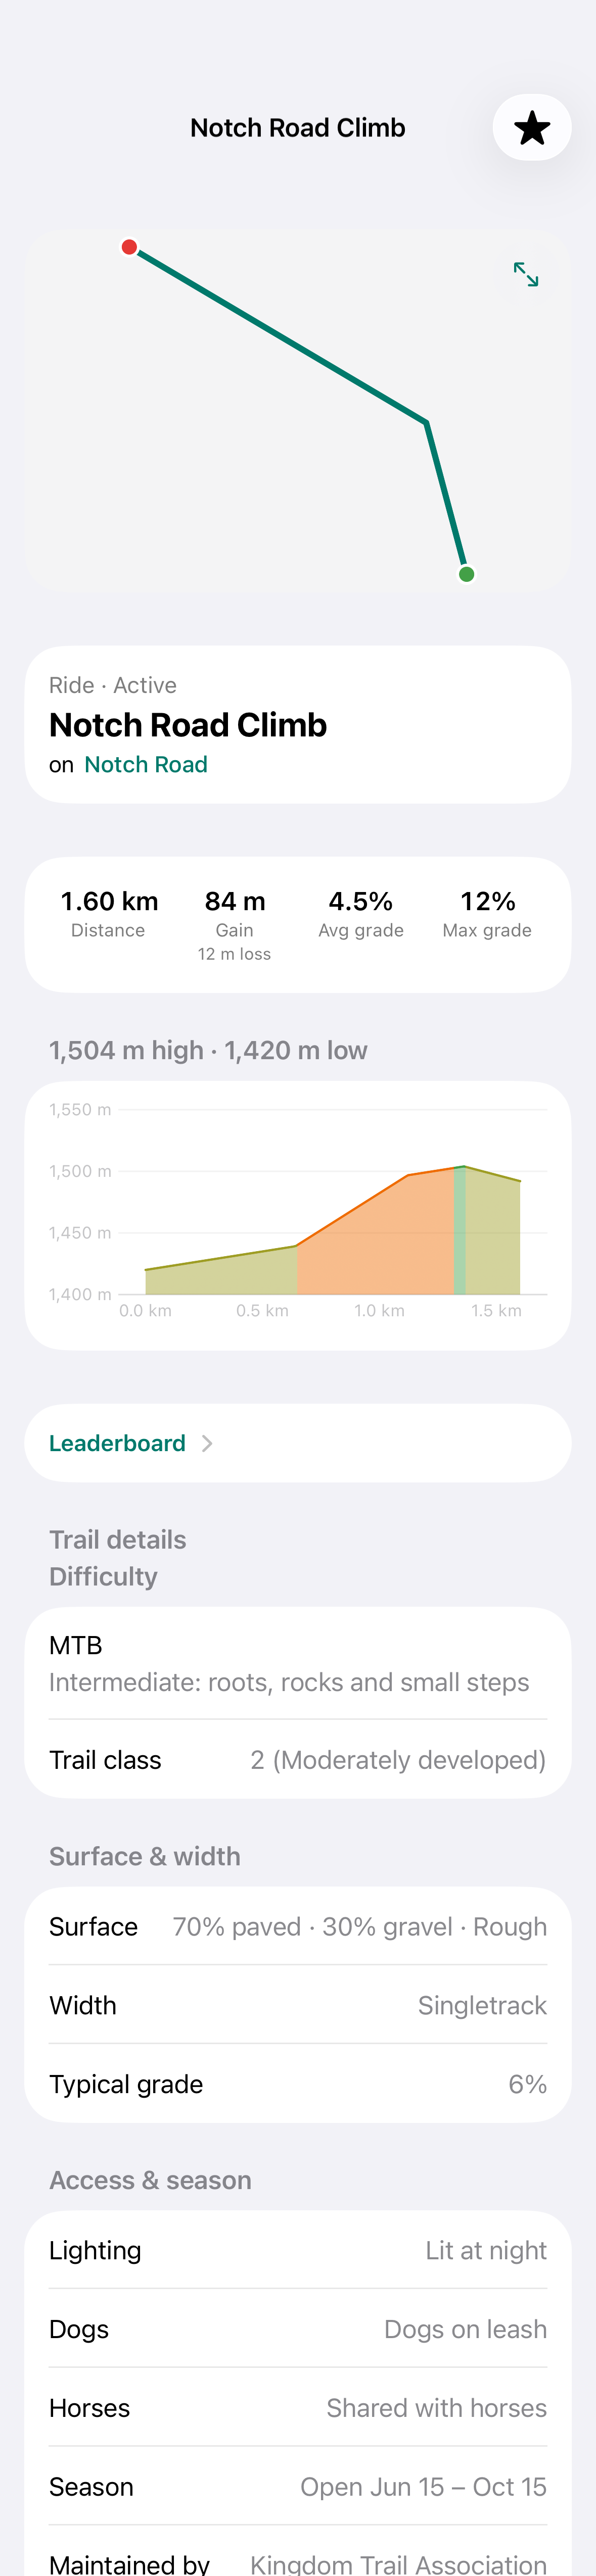 Notch Road Climb
Ride · Active
Notch Road Climb
on Notch Road
1.60 km 84 m 4.5% 12%
Distance Gain Avg grade Max grade
12 m loss
1,504 m high · 1,420 m low
1,550 m
1,500 m
1,450 m
1,400 m
0.0 km 0.5 km 1.0 km 1.5 km
Leaderboard
Trail details
Difficulty
MTB
Intermediate: roots, rocks and small steps
Trail class 2 (Moderately developed)
Surface & width
Surface 70% paved · 30% gravel · Rough
Width Singletrack
Typical grade 6%
Access & season
Lighting Lit at night
Dogs Dogs on leash
Horses Shared with horses
Season Open Jun 15 – Oct 15
Maintained by Kingdom Trail Association